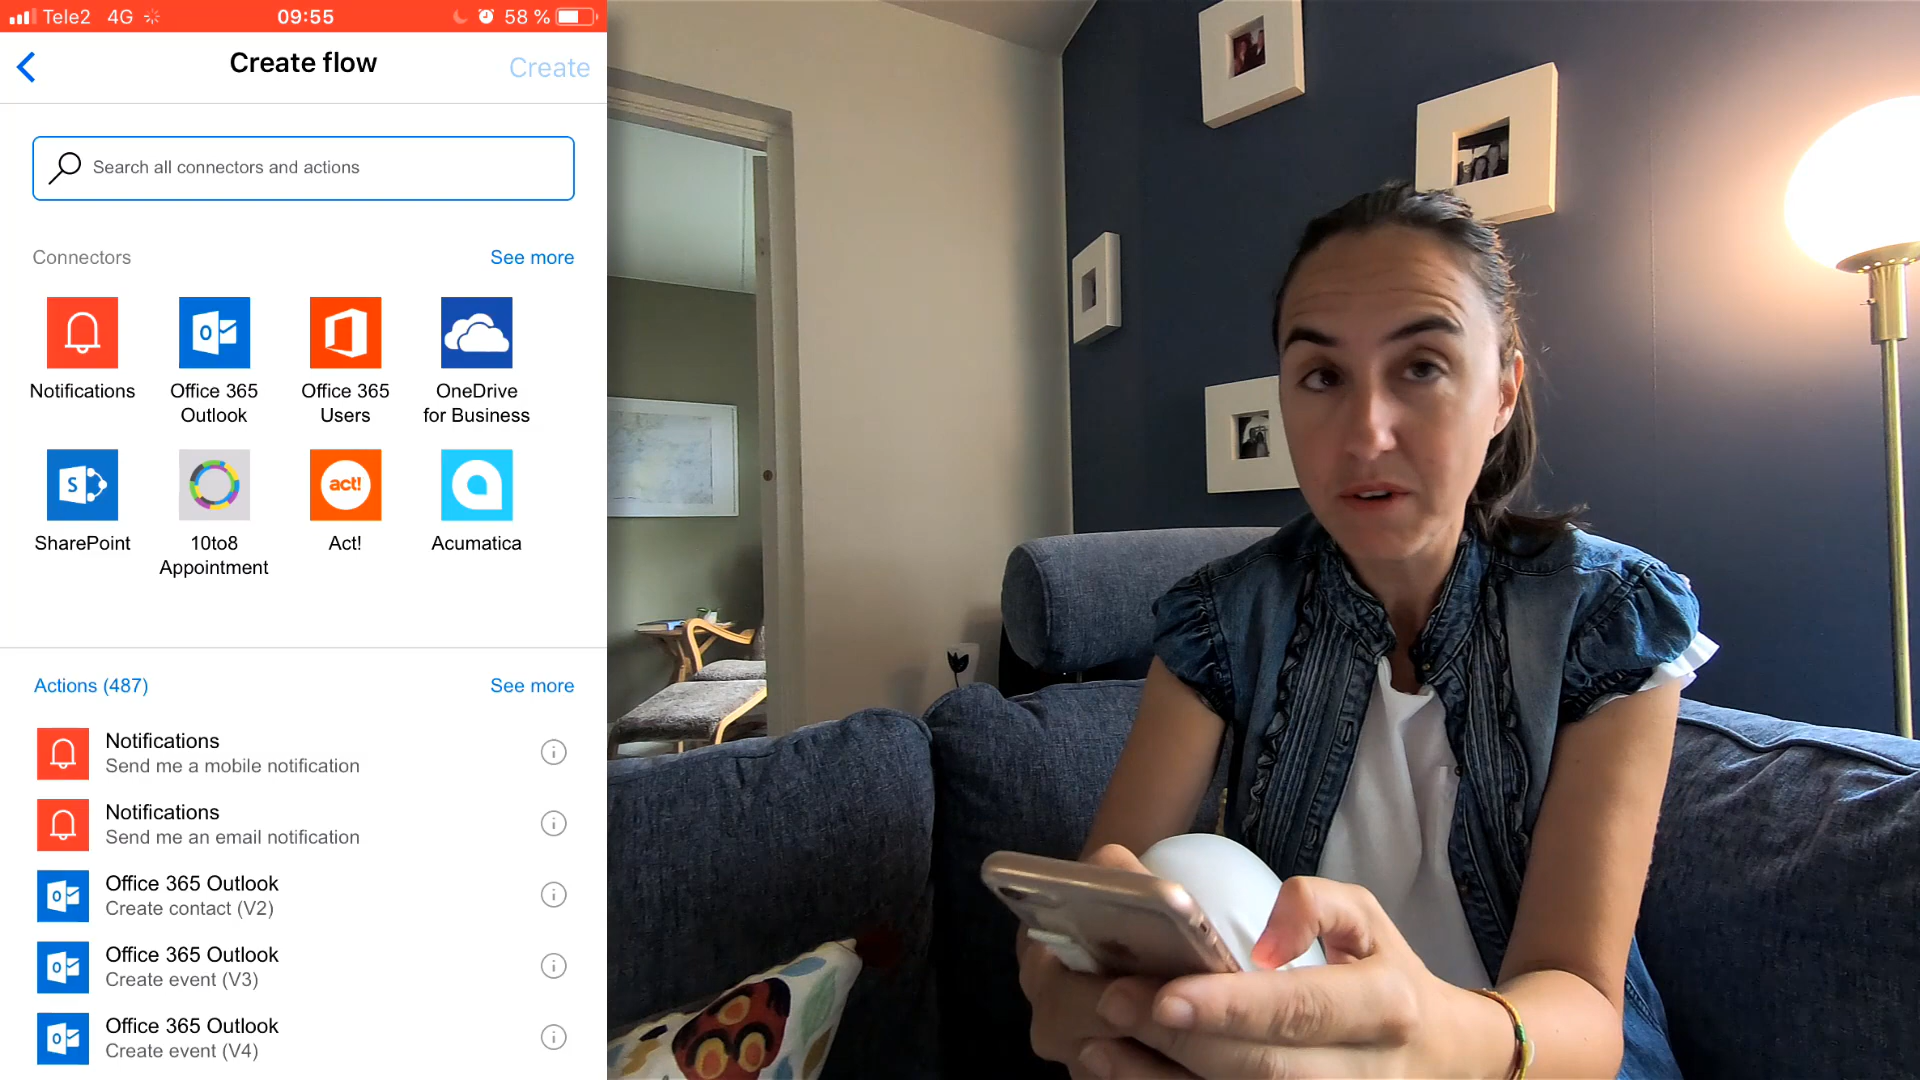 Tele2 4G 09:55 58 %
Create flow Create
Search all connectors and actions
Connectors See more
Notifications Office 365 Outlook Office 365 Users OneDrive for Business
SharePoint 10to8 Appointment act! Act! Acumatica
Actions (487) See more
Notifications
Send me a mobile notification
Notifications
Send me an email notification
Office 365 Outlook
Create contact (V2)
Office 365 Outlook
Create event (V3)
Office 365 Outlook
Create event (V4)